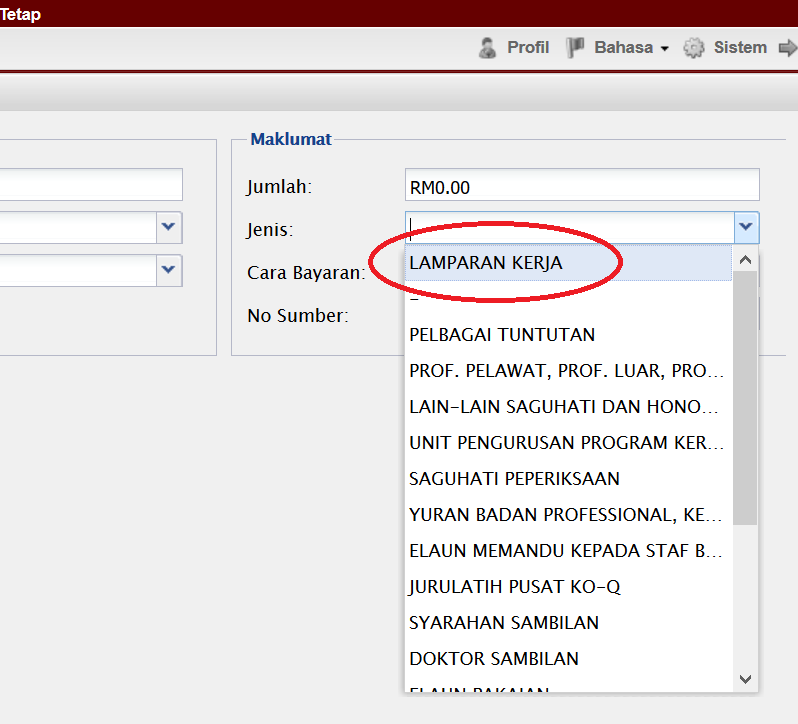 Tetap
Profil Bahasa Sistem
Maklumat
Jumlah: RM0.00
Jenis:
Cara Bayaran:
No Sumber:
LAMPARAN KERJA
–
PELBAGAI TUNTUTAN
PROF. PELAWAT, PROF. LUAR, PRO...
LAIN-LAIN SAGUHATI DAN HONO...
UNIT PENGURUSAN PROGRAM KER...
SAGUHATI PEPERIKSAAN
YURAN BADAN PROFESSIONAL, KE...
ELAUN MEMANDU KEPADA STAF B...
JURULATIH PUSAT KO-Q
SYARAHAN SAMBILAN
DOKTOR SAMBILAN
ELAUN PAKAIAN